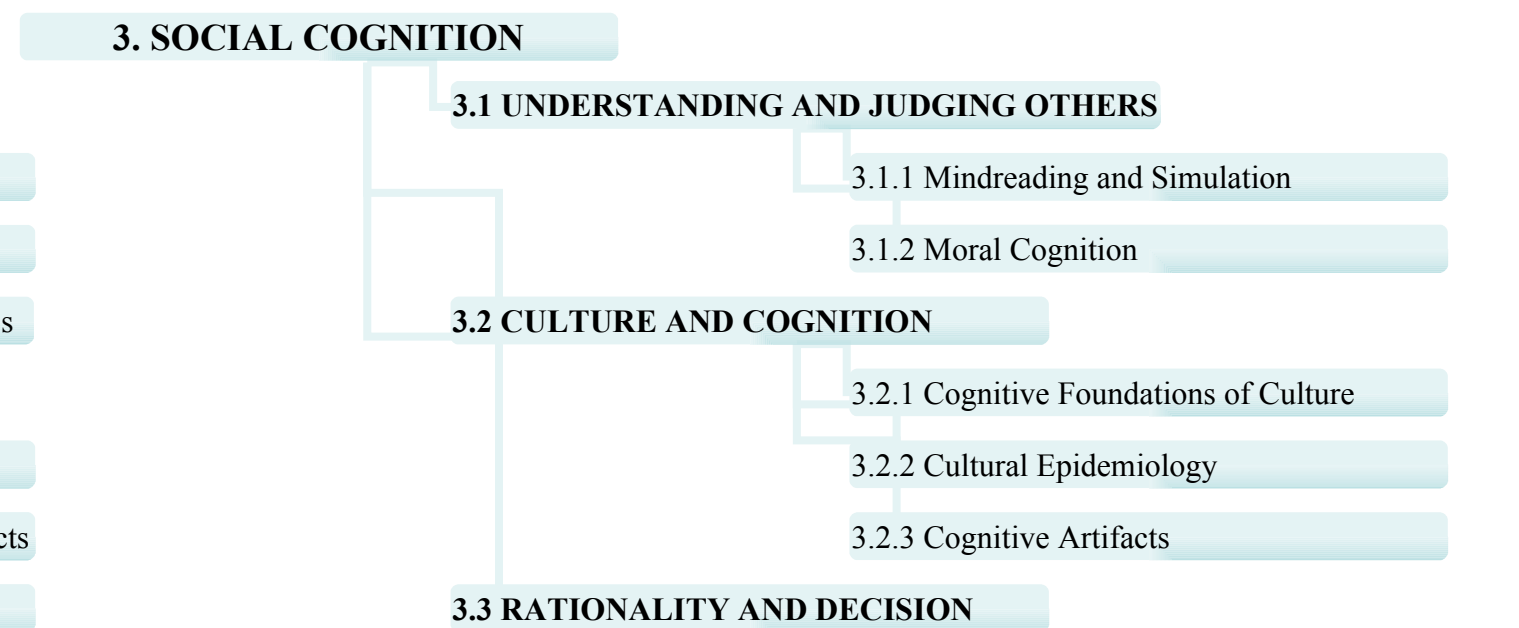 3. SOCIAL COGNITION
3.1 UNDERSTANDING AND JUDGING OTHERS
3.1.1 Mindreading and Simulation
3.1.2 Moral Cognition
s
3.2 CULTURE AND COGNITION
3.2.1 Cognitive Foundations of Culture
3.2.2 Cultural Epidemiology
cts
3.2.3 Cognitive Artifacts
3.3 RATIONALITY AND DECISION